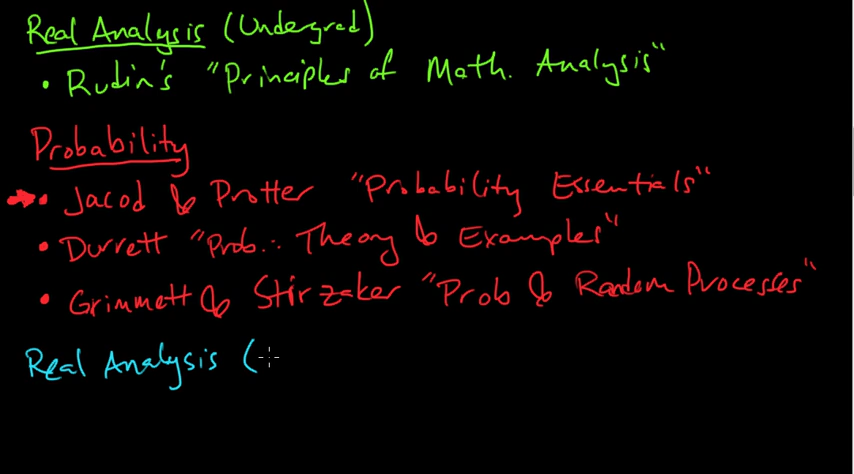 Real Analysis (Undergrad)
• Rudin's "Principles of Math. Analysis"
Probability
• Jacod & Protter "Probability Essentials"
• Durrett "Prob.: Theory & Examples"
• Grimmett & Stirzaker "Prob & Random Processes"
Real Analysis (